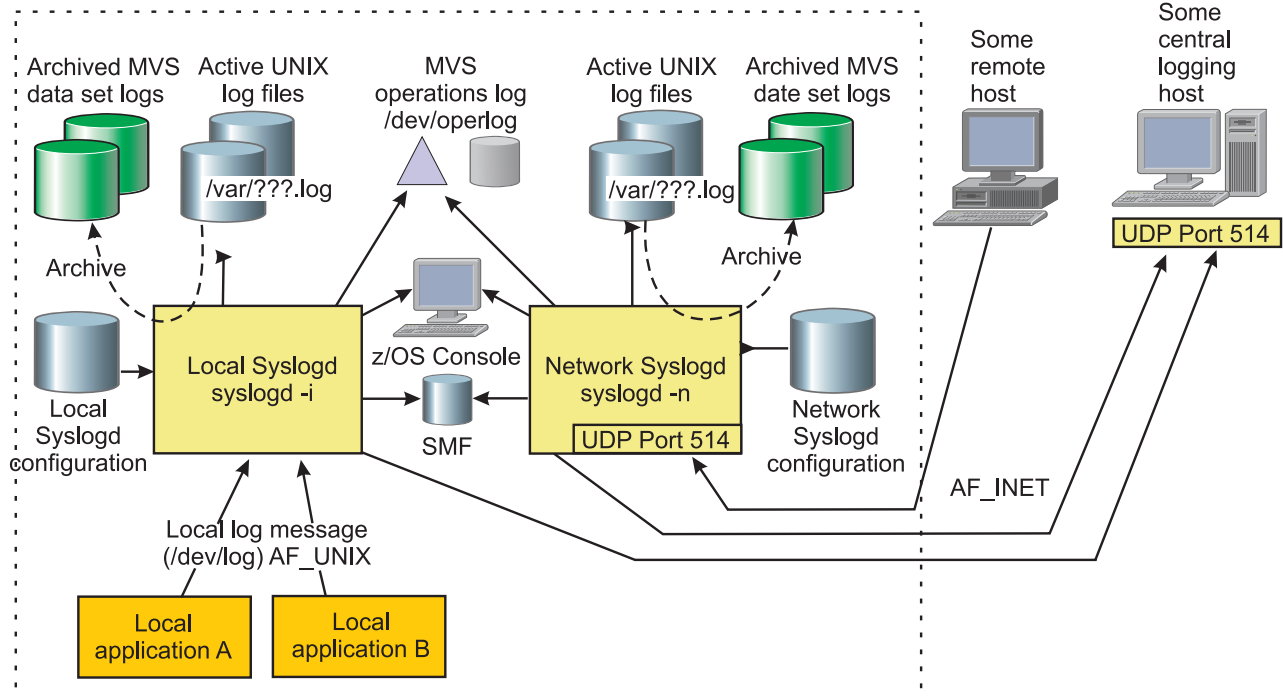 Archived MVS
data set logs
Active UNIX
log files
MVS
operations log
/dev/operlog
Active UNIX
log files
Archived MVS
date set logs
Some
remote
host
Some
central
logging
host
/var/???.log
/var/???.log
UDP Port 514
Archive
Archive
Local Syslogd
syslogd -i
z/OS Console
Network Syslogd
syslogd -n
UDP Port 514
SMF
Local
Syslogd
configuration
Network
Syslogd
configuration
AF_INET
Local log message
(/dev/log) AF_UNIX
Local
application A
Local
application B